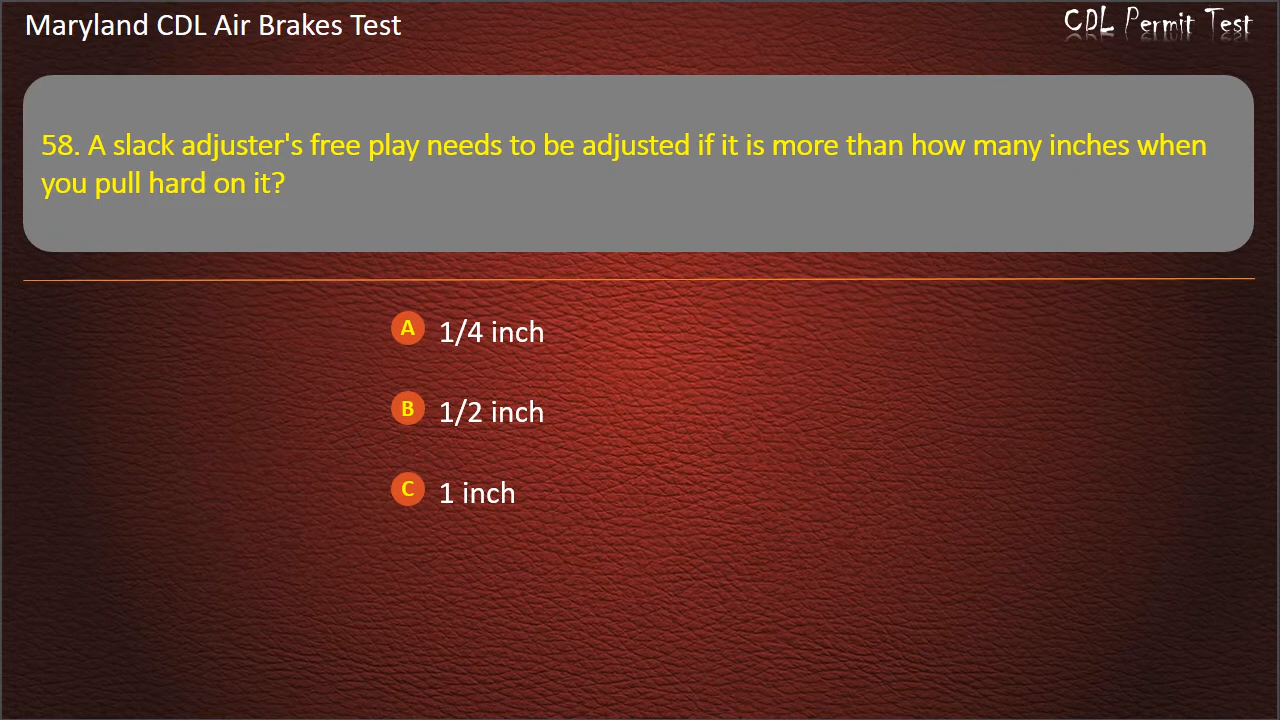 Maryland CDL Air Brakes Test
CDL Permit Test
58. A slack adjuster's free play needs to be adjusted if it is more than how many inches when
you pull hard on it?
A 1/4 inch
B 1/2 inch
C 1 inch